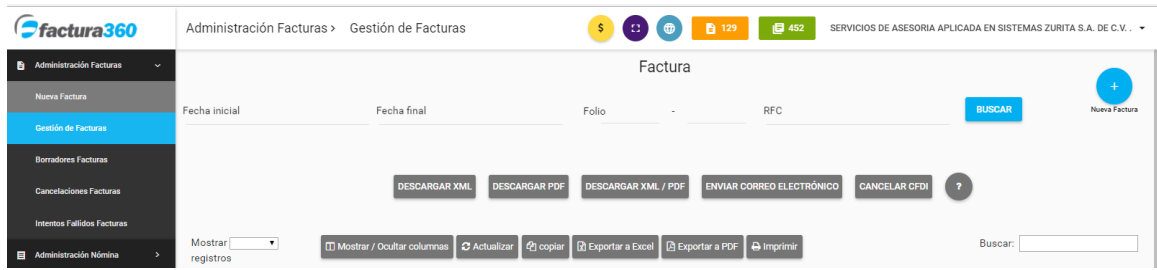 factura360
Administración Facturas > Gestión de Facturas
$
129
452
SERVICIOS DE ASESORIA APLICADA EN SISTEMAS ZURITA S.A. DE C.V. .
Administración Facturas
Nueva Factura
Gestión de Facturas
Borradores Facturas
Cancelaciones Facturas
Intentos Fallidos Facturas
Administración Nómina
Factura
Fecha inicial
Fecha final
Folio -
RFC
BUSCAR
+
Nueva Factura
DESCARGAR XML
DESCARGAR PDF
DESCARGAR XML / PDF
ENVIAR CORREO ELECTRÓNICO
CANCELAR CFDI
?
Mostrar
registros
Mostrar / Ocultar columnas
Actualizar
copiar
Exportar a Excel
Exportar a PDF
Imprimir
Buscar: